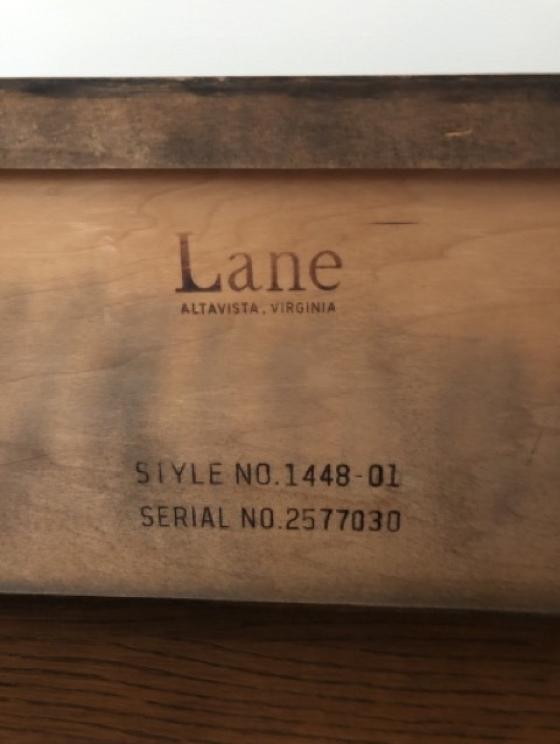 Lane
ALTAVISTA, VIRGINIA
STYLE NO.1448-01
SERIAL NO.2577030